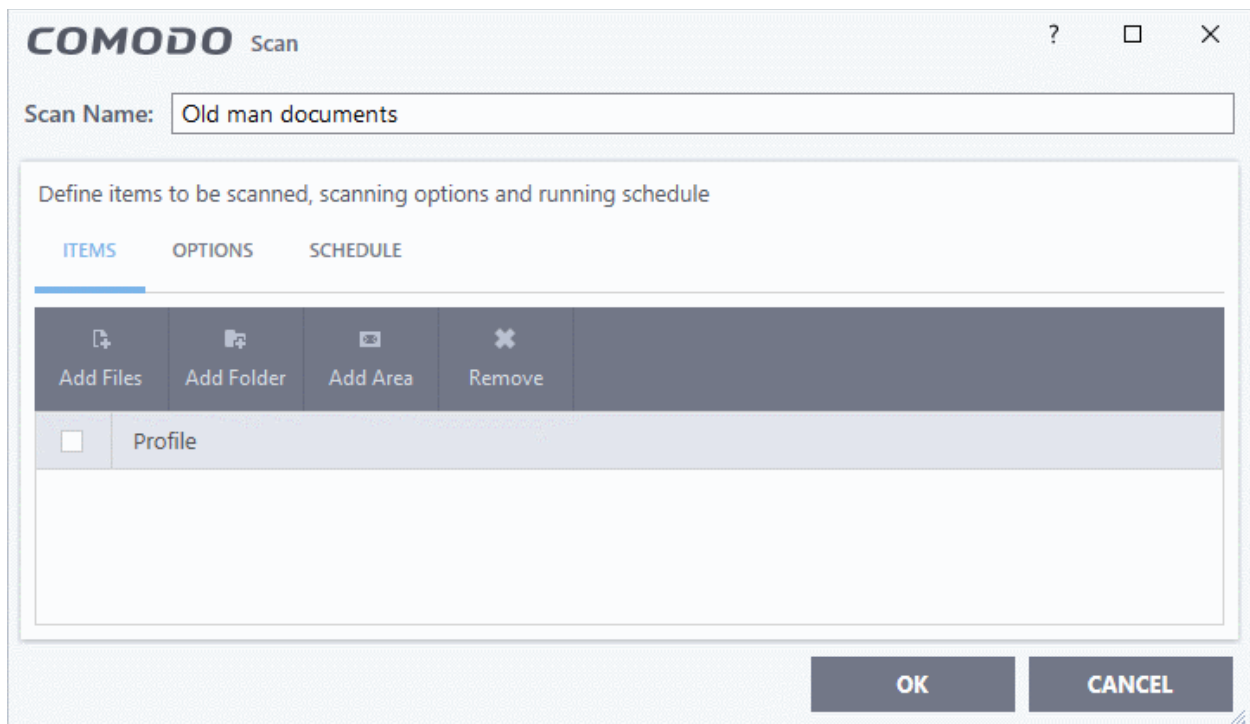 COMODO Scan ?
Scan Name: Old man documents
Define items to be scanned, scanning options and running schedule
ITEMS OPTIONS SCHEDULE
Add Files Add Folder Add Area Remove
Profile
OK CANCEL